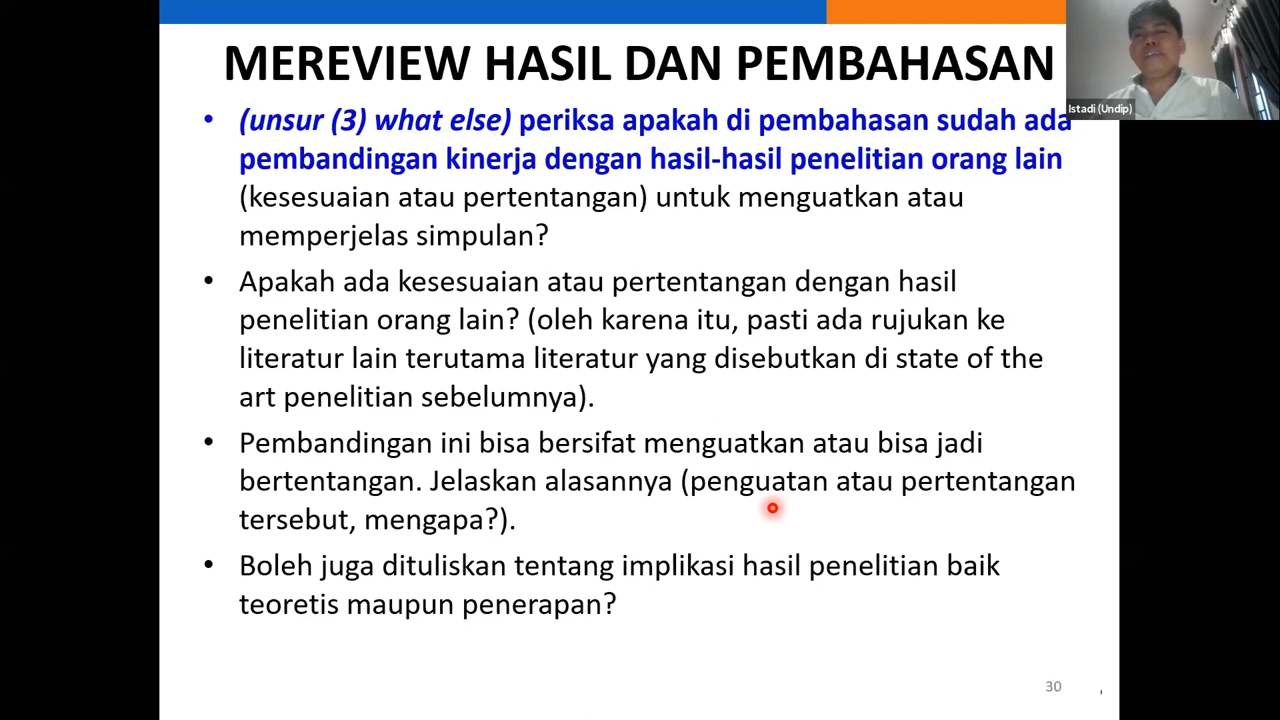 MEREVIEW HASIL DAN PEMBAHASAN
Istadi (Undip)
• (unsur (3) what else) periksa apakah di pembahasan sudah ada
pembandingan kinerja dengan hasil-hasil penelitian orang lain
(kesesuaian atau pertentangan) untuk menguatkan atau
memperjelas simpulan?
• Apakah ada kesesuaian atau pertentangan dengan hasil
penelitian orang lain? (oleh karena itu, pasti ada rujukan ke
literatur lain terutama literatur yang disebutkan di state of the
art penelitian sebelumnya).
• Pembandingan ini bisa bersifat menguatkan atau bisa jadi
bertentangan. Jelaskan alasannya (penguatan atau pertentangan
tersebut, mengapa?).
• Boleh juga dituliskan tentang implikasi hasil penelitian baik
teoretis maupun penerapan?
30